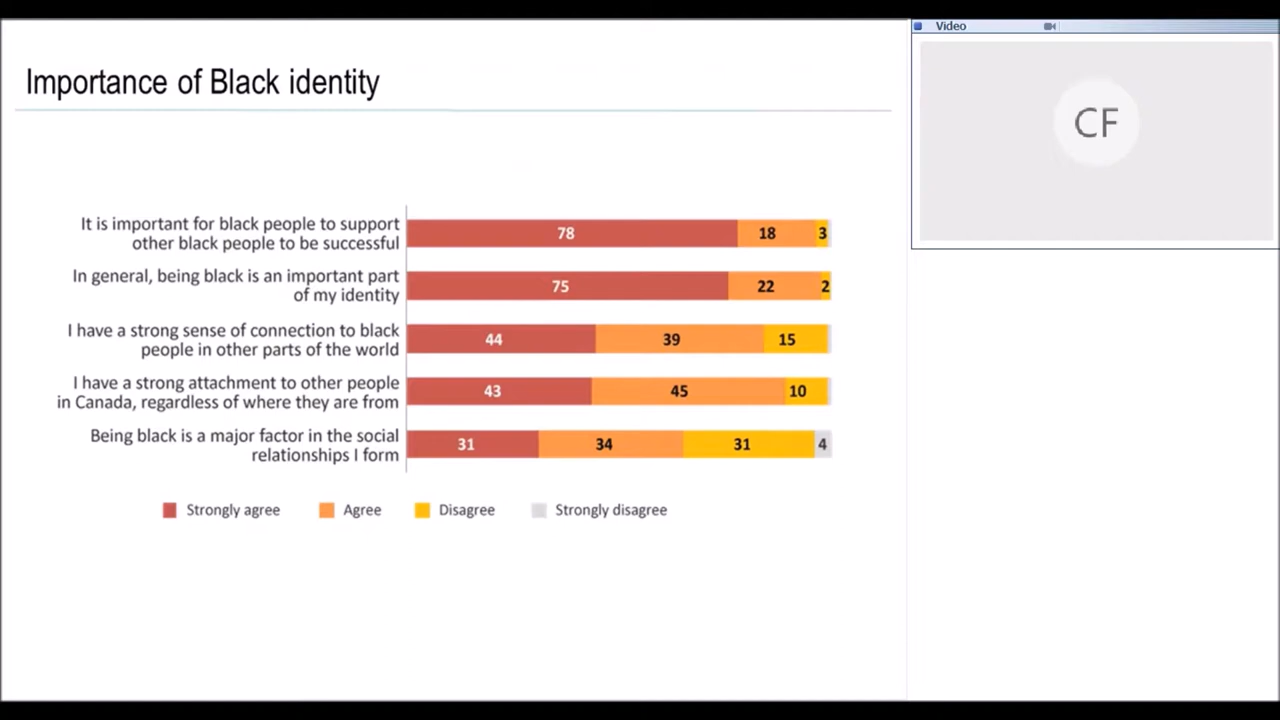 Video
Importance of Black identity
CF
It is important for black people to support
other black people to be successful
78 18 3
In general, being black is an important part
of my identity
75 22 2
I have a strong sense of connection to black
people in other parts of the world
44 39 15
I have a strong attachment to other people
in Canada, regardless of where they are from
43 45 10
Being black is a major factor in the social
relationships I form
31 34 31 4
Strongly agree Agree Disagree Strongly disagree